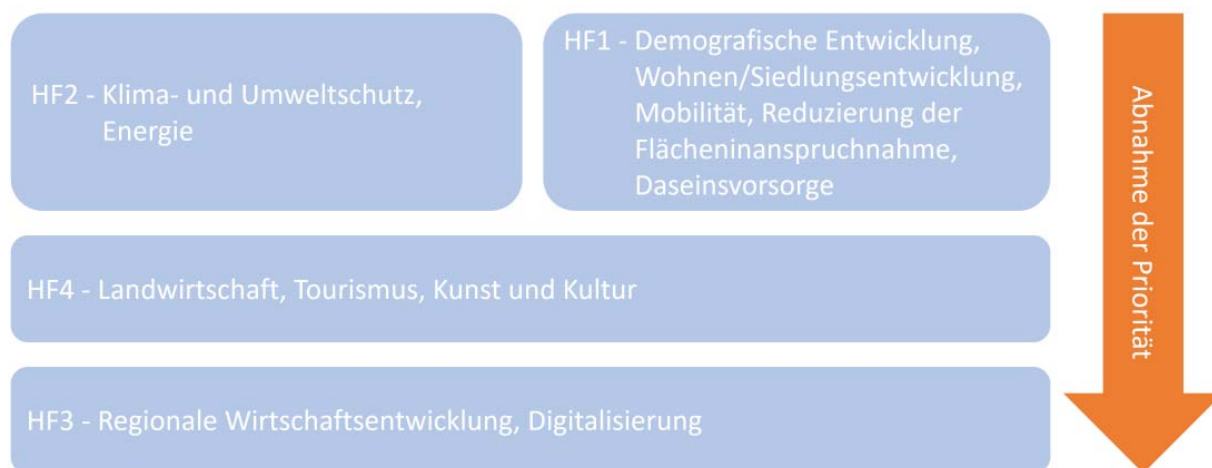 HF2 - Klima- und Umweltschutz,
Energie
HF1 - Demografische Entwicklung,
Wohnen/Siedlungsentwicklung,
Mobilität, Reduzierung der
Flächeninanspruchnahme,
Daseinsvorsorge
HF4 - Landwirtschaft, Tourismus, Kunst und Kultur
HF3 - Regionale Wirtschaftsentwicklung, Digitalisierung
Abnahme der Priorität